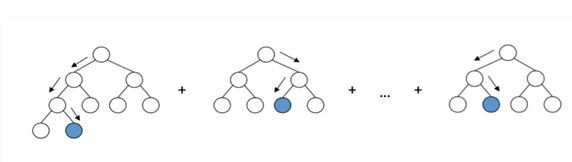 + + ... +